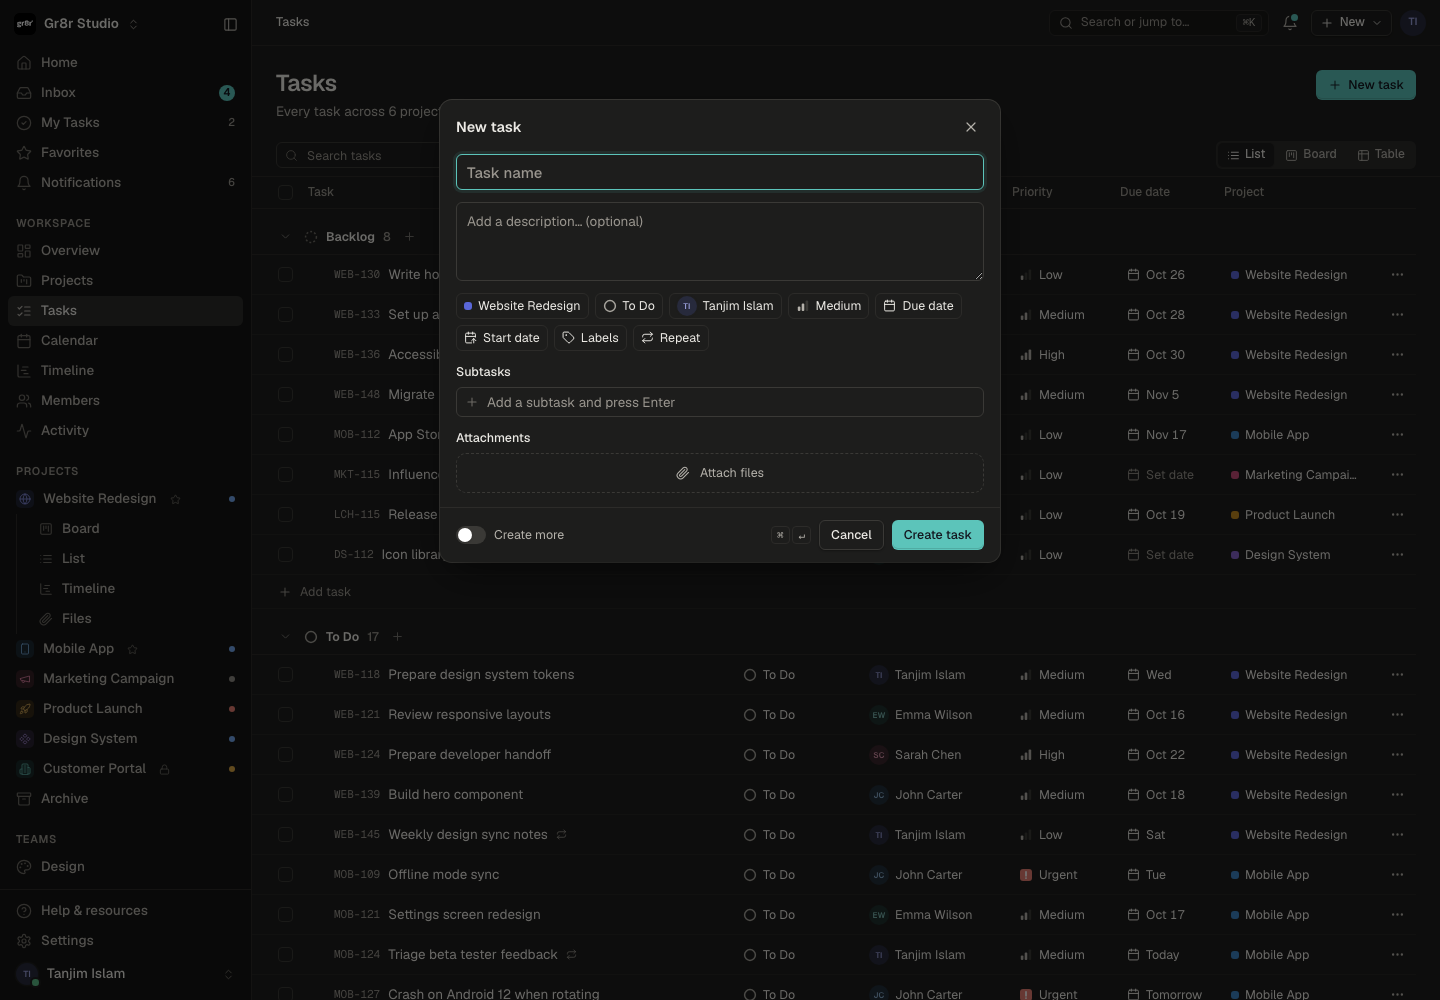 gr8r Gr8r Studio
Home
Inbox 4
My Tasks 2
Favorites
Notifications 6
WORKSPACE
Overview
Projects
Tasks
Calendar
Timeline
Members
Activity
PROJECTS
Website Redesign
Board
List
Timeline
Files
Mobile App
Marketing Campaign
Product Launch
Design System
Customer Portal
Archive
TEAMS
Design
Help & resources
Settings
TI Tanjim Islam
Tasks
Search or jump to... ⌘K
New
TI
Tasks
New task
Every task across 6 project
Search tasks
List Board Table
Task Priority Due date Project
Backlog 8
WEB-130 Write ho Low Oct 26 Website Redesign
WEB-133 Set up a Medium Oct 28 Website Redesign
WEB-136 Accessib High Oct 30 Website Redesign
WEB-148 Migrate Medium Nov 5 Website Redesign
MOB-112 App Stor Low Nov 17 Mobile App
MKT-115 Influenc Low Set date Marketing Campai...
LCH-115 Release Low Oct 19 Product Launch
DS-112 Icon librar Low Set date Design System
Add task
To Do 17
WEB-118 Prepare design system tokens To Do TI Tanjim Islam Medium Wed Website Redesign
WEB-121 Review responsive layouts To Do EW Emma Wilson Medium Oct 16 Website Redesign
WEB-124 Prepare developer handoff To Do SC Sarah Chen High Oct 22 Website Redesign
WEB-139 Build hero component To Do JC John Carter Medium Oct 18 Website Redesign
WEB-145 Weekly design sync notes To Do TI Tanjim Islam Low Sat Website Redesign
MOB-109 Offline mode sync To Do JC John Carter Urgent Tue Mobile App
MOB-121 Settings screen redesign To Do EW Emma Wilson Medium Oct 17 Mobile App
MOB-124 Triage beta tester feedback To Do TI Tanjim Islam Medium Today Mobile App
MOB-127 Crash on Android 12 when rotating To Do JC John Carter Urgent Tomorrow Mobile App
New task
Task name
Add a description... (optional)
Website Redesign To Do TI Tanjim Islam Medium Due date
Start date Labels Repeat
Subtasks
Add a subtask and press Enter
Attachments
Attach files
Create more ⌘ ↵ Cancel Create task